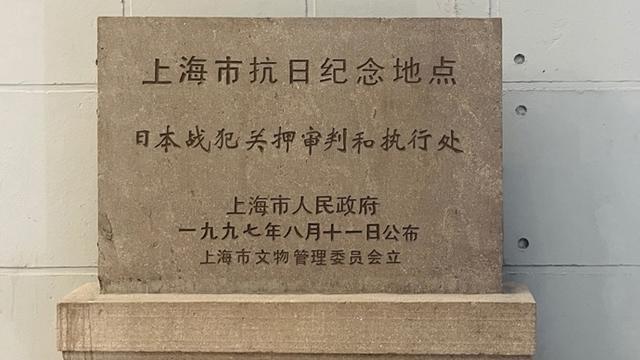 上海市抗日纪念地点
日本战犯关押审判和执行处
上海市人民政府
一九九七年八月十一日公布
上海市文物管理委员会立